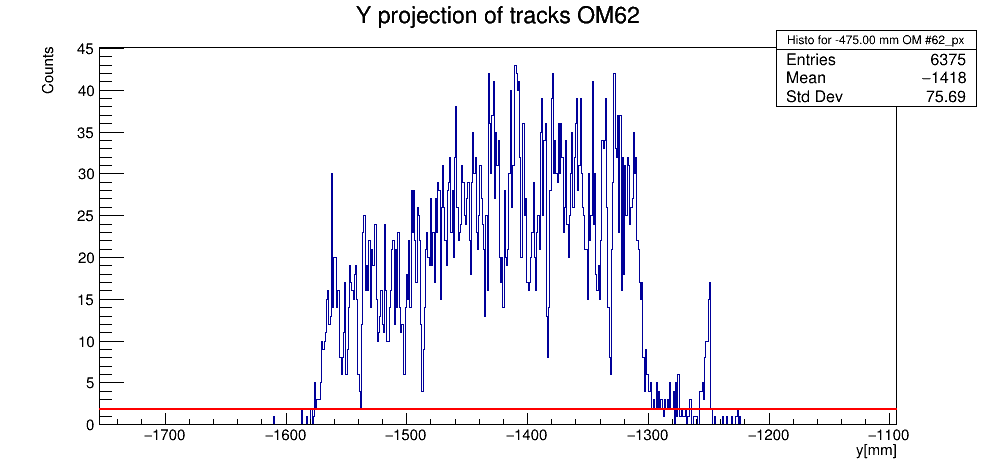 Y projection of tracks OM62
Histo for -475.00 mm OM #62_px
Entries 6375
Mean −1418
Std Dev 75.69
Counts
45
40
35
30
25
20
15
10
5
0
−1700 −1600 −1500 −1400 −1300 −1200 −1100
y[mm]